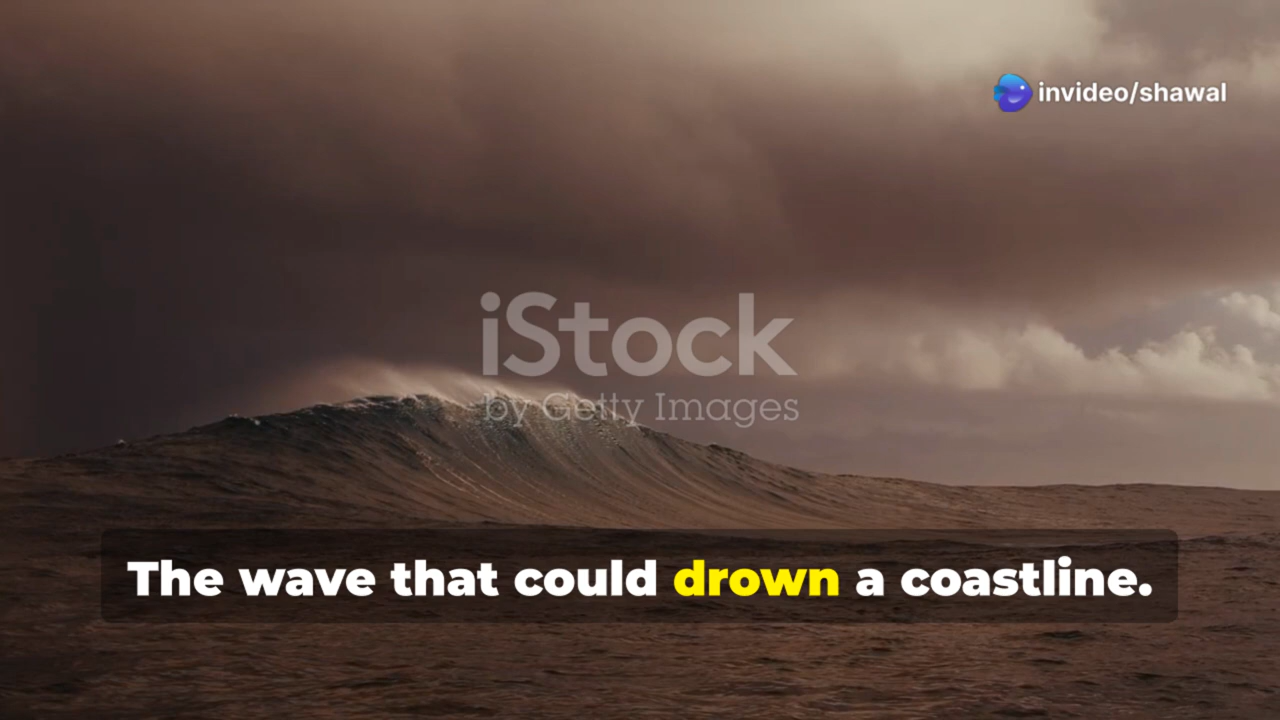 invideo/shawal
iStock
by Getty Images
The wave that could drown a coastline.